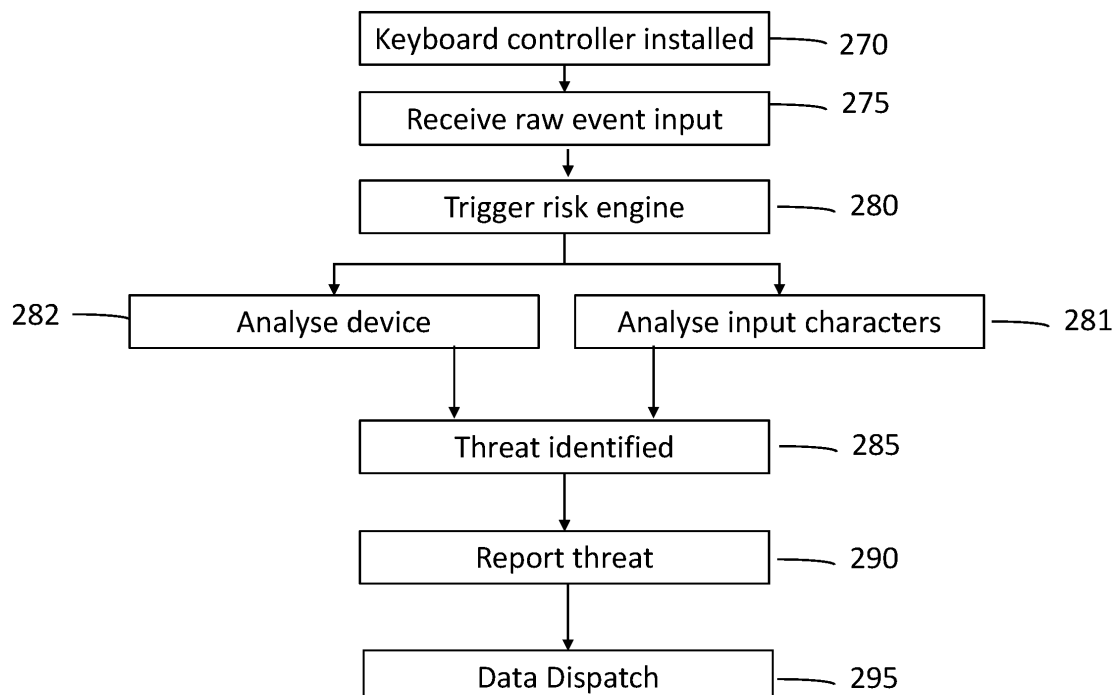 Keyboard controller installed 270
Receive raw event input 275
Trigger risk engine 280
282 Analyse device Analyse input characters 281
Threat identified 285
Report threat 290
Data Dispatch 295